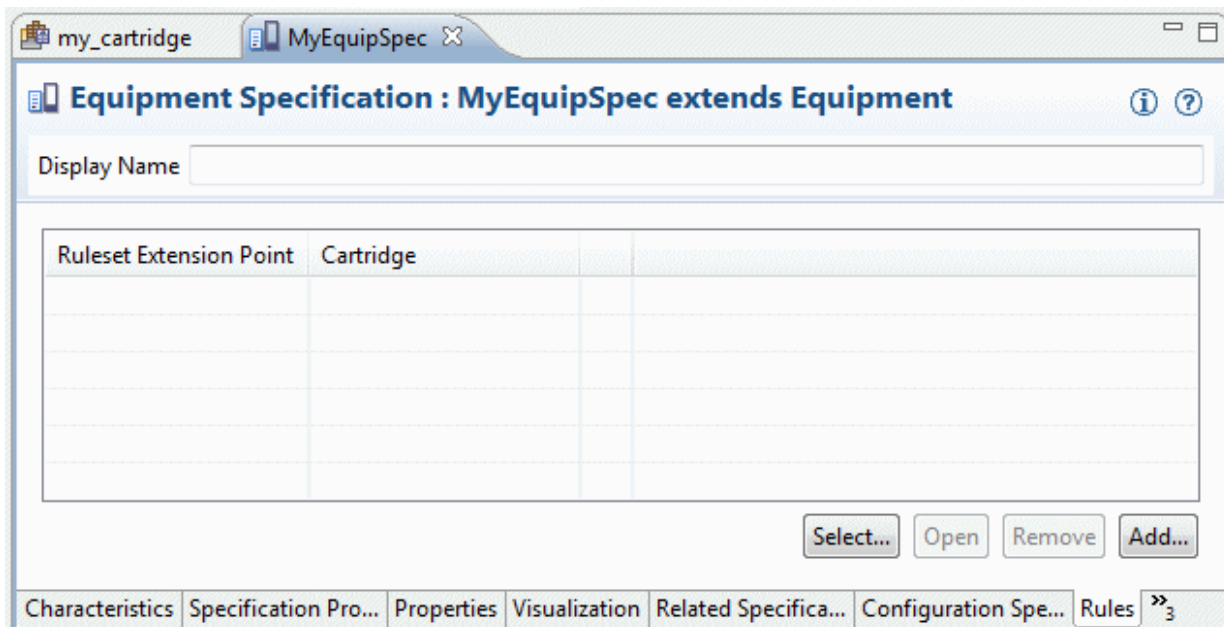 my_cartridge MyEquipSpec
Equipment Specification : MyEquipSpec extends Equipment
Display Name
Ruleset Extension Point Cartridge
Select... Open Remove Add...
Characteristics Specification Pro... Properties Visualization Related Specifica... Configuration Spe... Rules »3